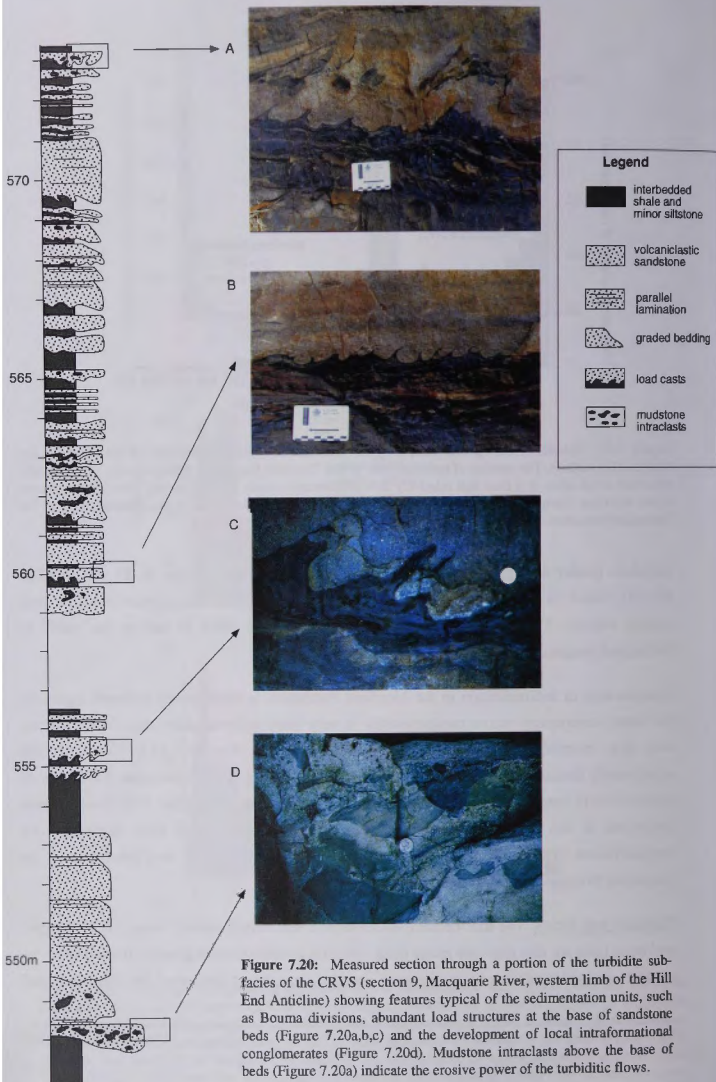 A
570
B
565
C
560
555
D
550m
Legend
interbedded
shale and
minor siltstone
volcaniclastic
sandstone
parallel
lamination
graded bedding
load casts
mudstone
intraclasts
Figure 7.20: Measured section through a portion of the turbidite sub-
facies of the CRVS (section 9, Macquarie River, western limb of the Hill
End Anticline) showing features typical of the sedimentation units, such
as Bouma divisions, abundant load structures at the base of sandstone
beds (Figure 7.20a,b,c) and the development of local intraformational
conglomerates (Figure 7.20d). Mudstone intraclasts above the base of
beds (Figure 7.20a) indicate the erosive power of the turbiditic flows.